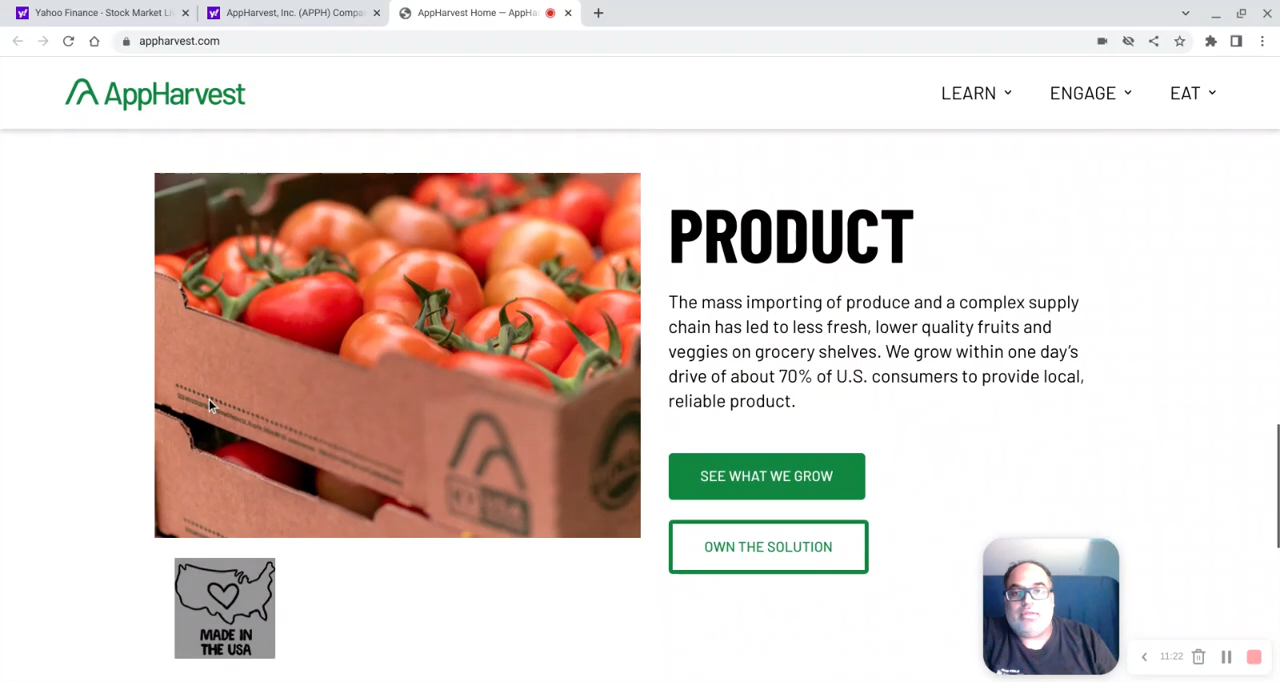 Yahoo Finance - Stock Market Li
AppHarvest, Inc. (APPH) Compa
AppHarvest Home — AppHa
appharvest.com
AppHarvest
LEARN
ENGAGE
EAT
PRODUCT
The mass importing of produce and a complex supply
chain has led to less fresh, lower quality fruits and
veggies on grocery shelves. We grow within one day's
drive of about 70% of U.S. consumers to provide local,
reliable product.
SEE WHAT WE GROW
OWN THE SOLUTION
MADE IN
THE USA
11:22